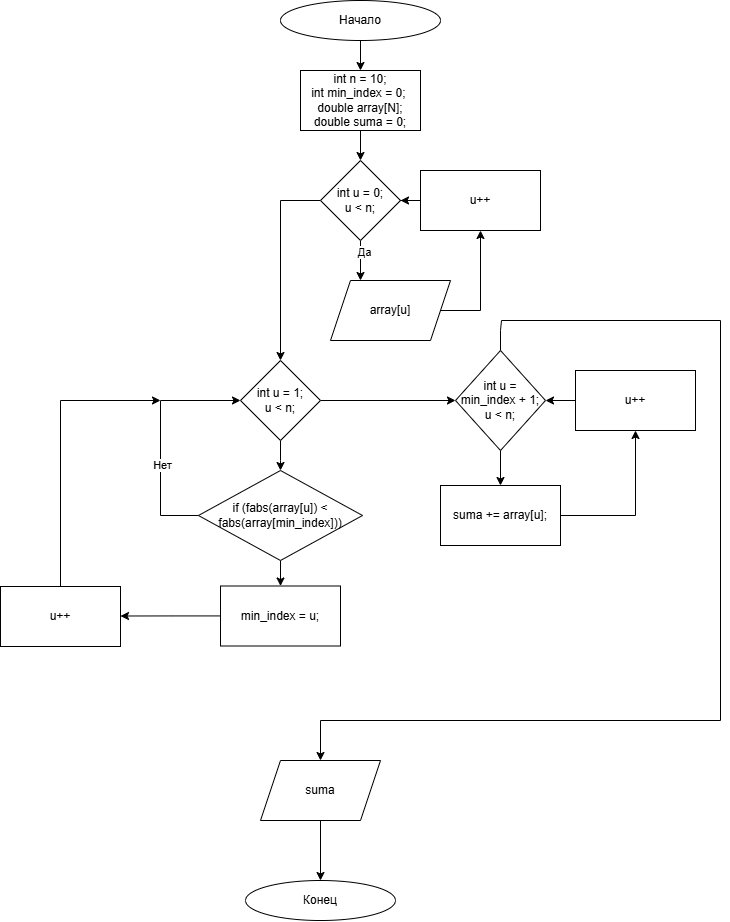 Начало
int n = 10;
int min_index = 0;
double array[N];
double suma = 0;
int u = 0;
u < n;
u++
Да
array[u]
int u = 1;
u < n;
int u =
min_index + 1;
u < n;
u++
Нет
if (fabs(array[u]) <
fabs(array[min_index]))
suma += array[u];
u++
min_index = u;
suma
Конец